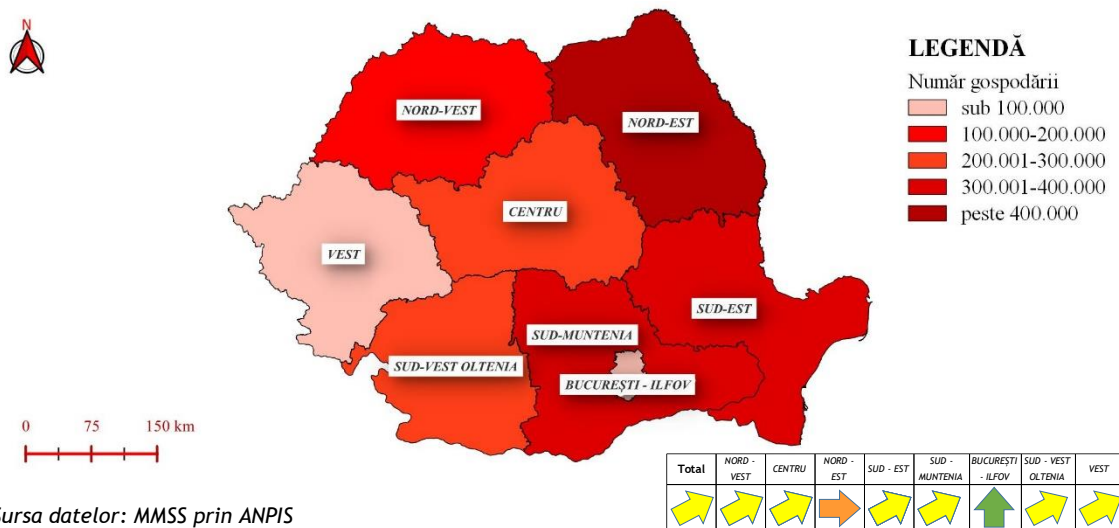 N
LEGENDĂ
Număr gospodării
sub 100.000
100.000-200.000
200.001-300.000
300.001-400.000
peste 400.000
NORD-VEST
NORD-EST
CENTRU
VEST
SUD-EST
SUD-MUNTENIA
SUD-VEST OLTENIA
BUCUREȘTI - ILFOV
0 75 150 km
Total
NORD -
VEST
CENTRU
NORD -
EST
SUD - EST
SUD -
MUNTENIA
BUCUREȘTI
- ILFOV
SUD - VEST
OLTENIA
VEST
ursa datelor: MMSS prin ANPIS